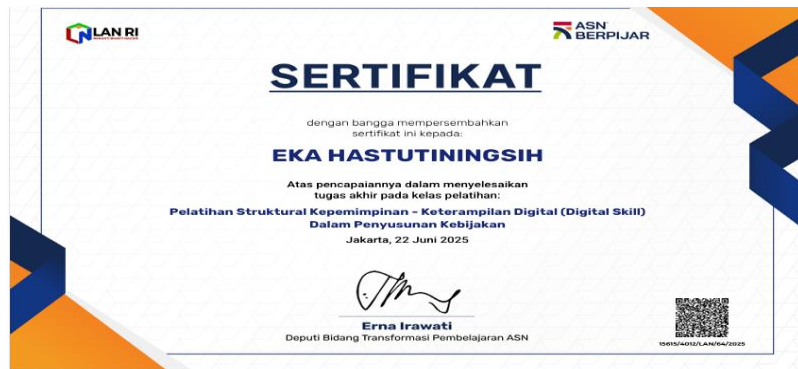 LAN RI
ASN
BERPIJAR
SERTIFIKAT
dengan bangga mempersembahkan
sertifikat ini kepada:
EKA HASTUTININGSIH
Atas pencapaiannya dalam menyelesaikan
tugas akhir pada kelas pelatihan:
Pelatihan Struktural Kepemimpinan - Keterampilan Digital (Digital Skill)
Dalam Penyusunan Kebijakan
Jakarta, 22 Juni 2025
Erna Irawati
Deputi Bidang Transformasi Pembelajaran ASN
15615/4012/LAN/64/2025